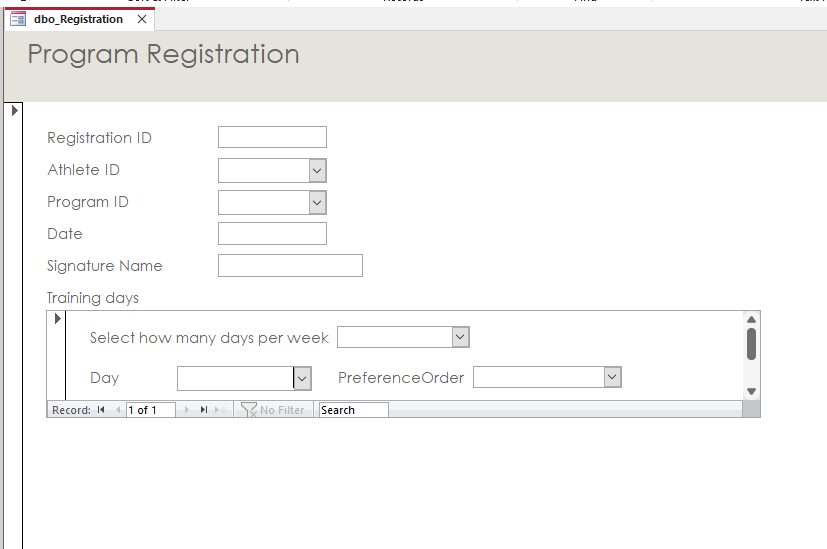 dbo_Registration
Program Registration
Registration ID
Athlete ID
Program ID
Date
Signature Name
Training days
Select how many days per week
Day PreferenceOrder
Record: 1 of 1 No Filter Search